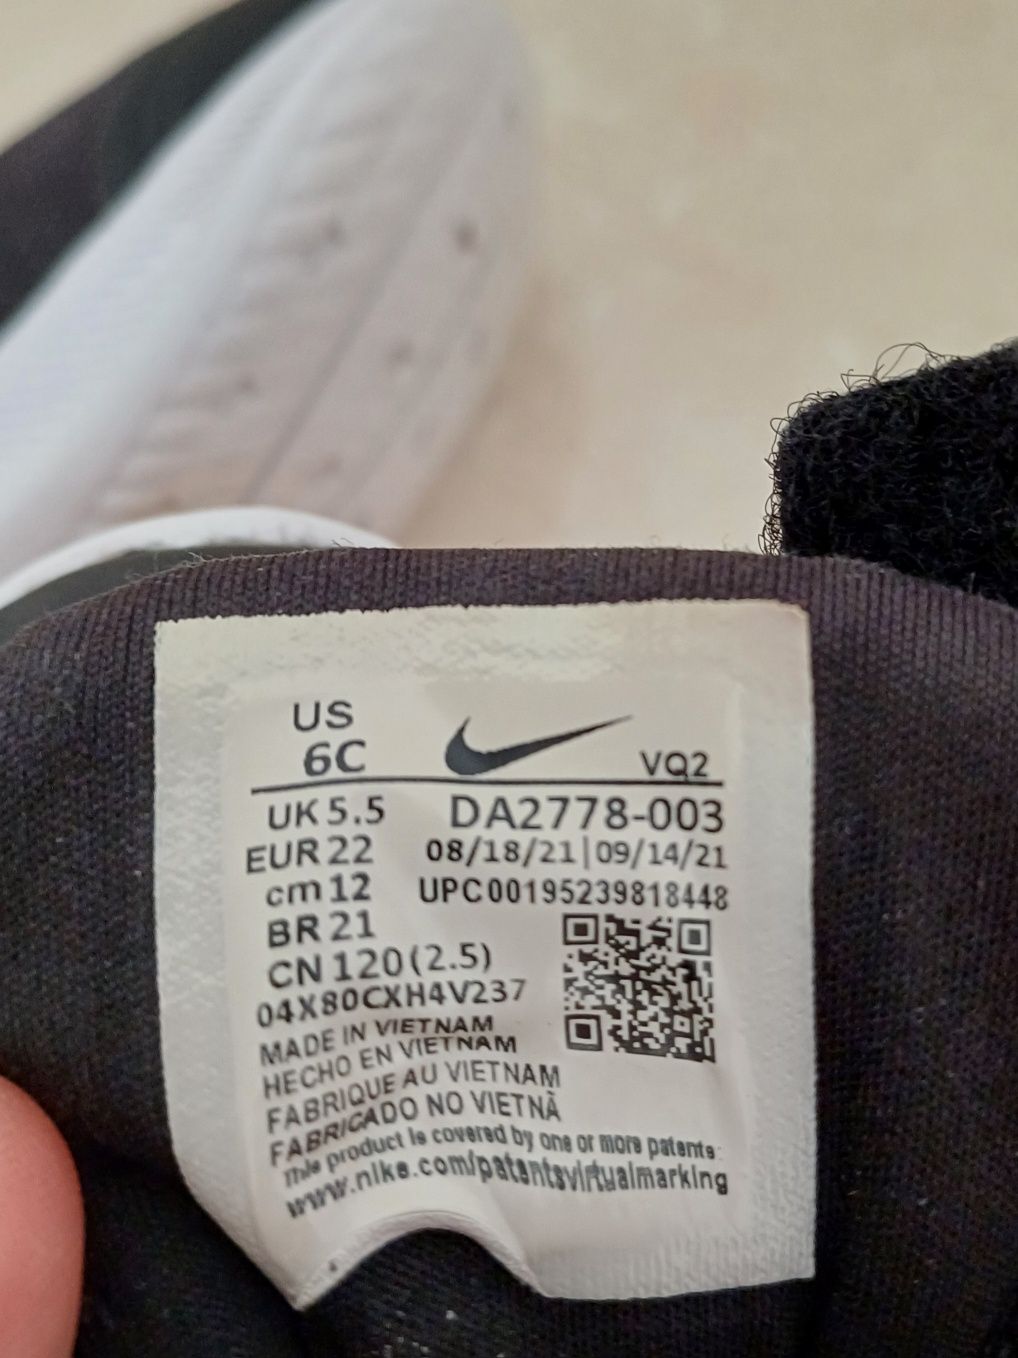 US
6C
VQ2
UK 5.5 DA2778-003
EUR 22 08/18/21|09/14/21
cm 12 UPC00195239818448
BR 21
CN 120 (2.5)
04X80CXH4V237
MADE IN VIETNAM
HECHO EN VIETNAM
FABRIQUE AU VIETNAM
FABRICADO NO VIETNÃ
This product is covered by one or more patents:
www.nike.com/patentsvirtualmarking